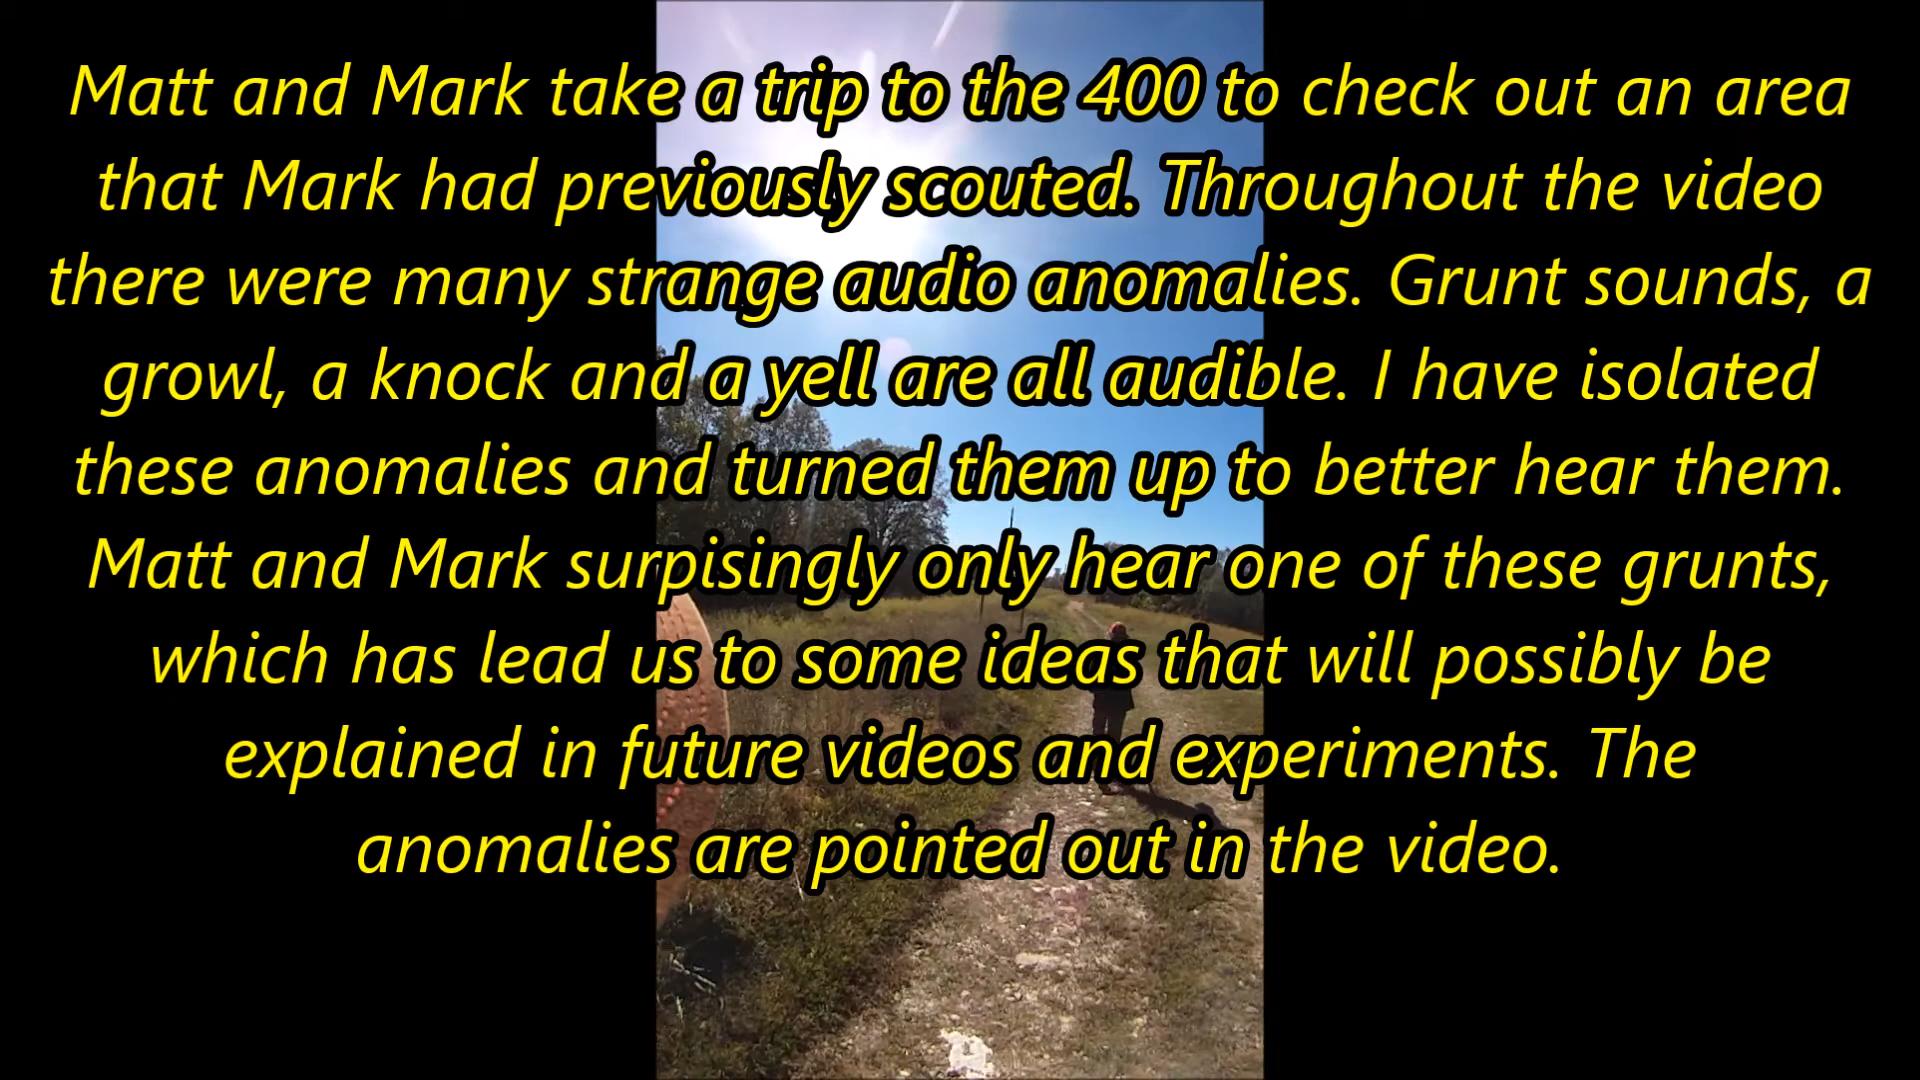 Matt and Mark take a trip to the 400 to check out an area
that Mark had previously scouted. Throughout the video
there were many strange audio anomalies. Grunt sounds, a
growl, a knock and a yell are all audible. I have isolated
these anomalies and turned them up to better hear them.
Matt and Mark surpisingly only hear one of these grunts,
which has lead us to some ideas that will possibly be
explained in future videos and experiments. The
anomalies are pointed out in the video.